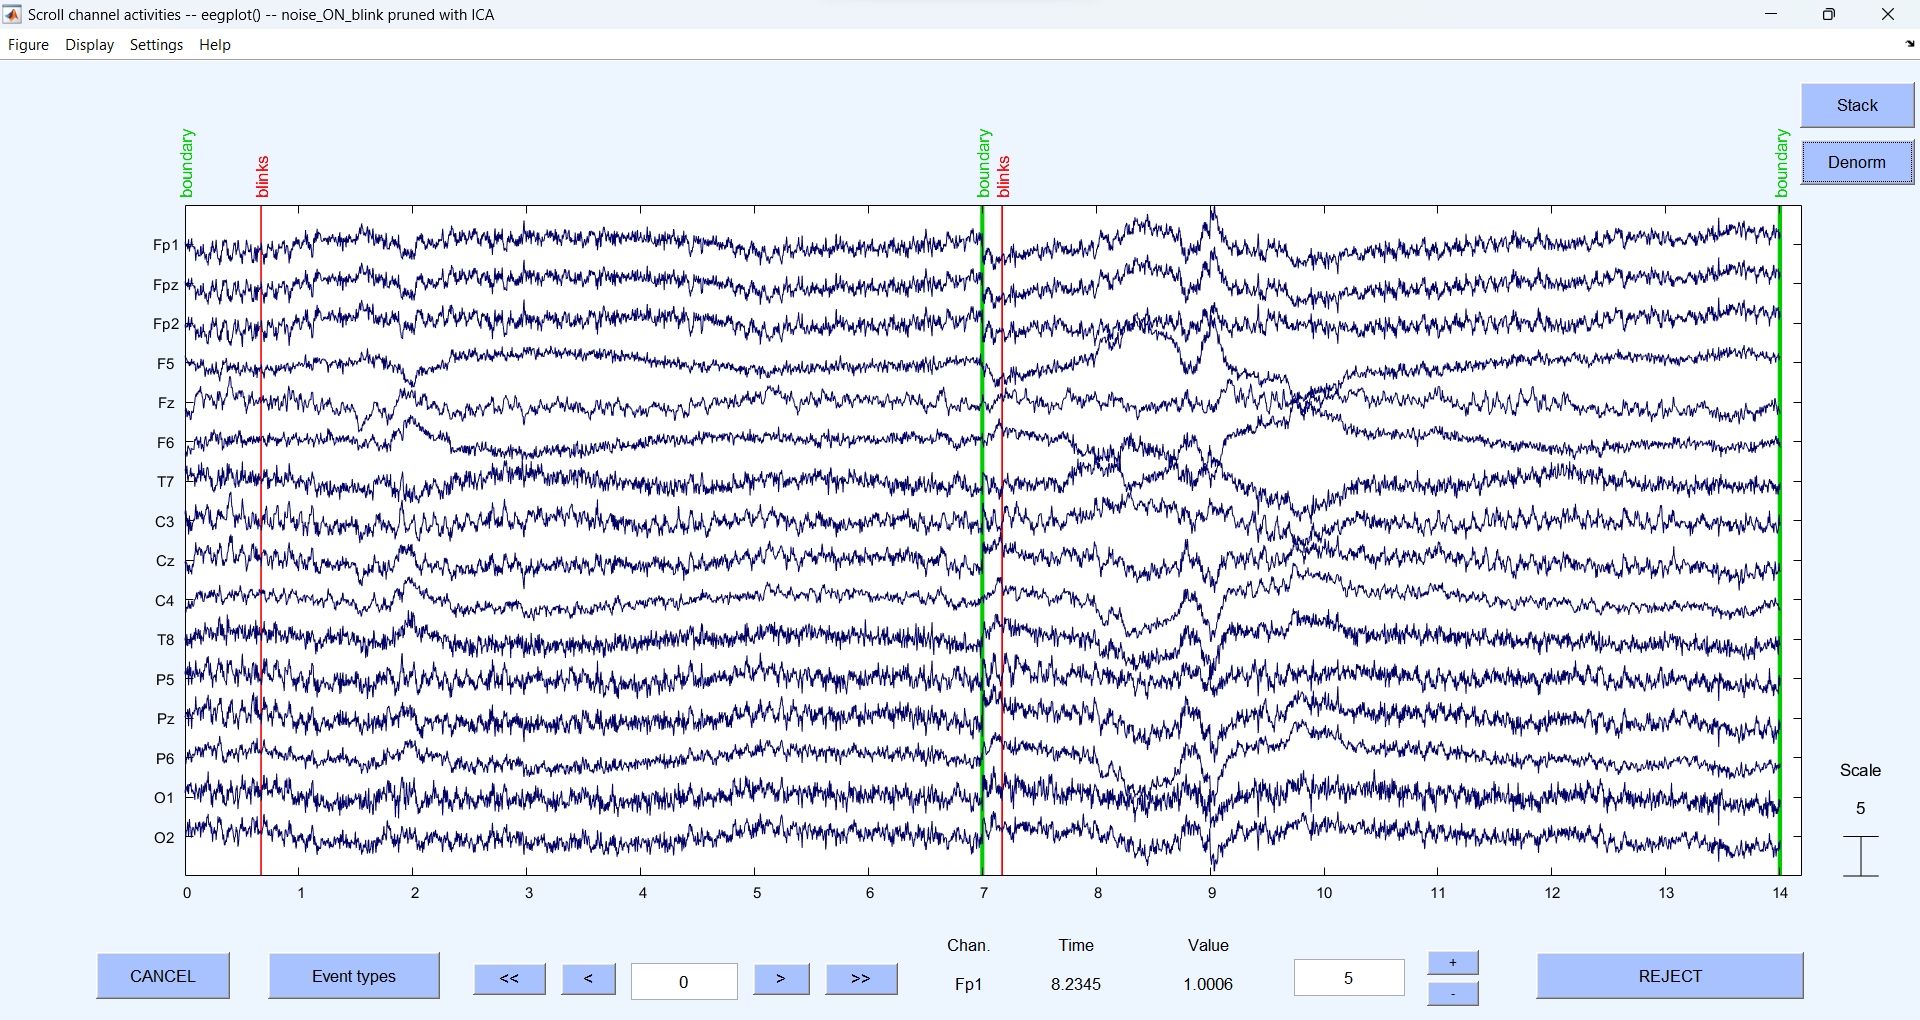 Scroll channel activities -- eegplot() -- noise_ON_blink pruned with ICA
Figure Display Settings Help
Stack
Denorm
boundary
blinks
boundary
blinks
boundary
Fp1
Fpz
Fp2
F5
Fz
F6
T7
C3
Cz
C4
T8
P5
Pz
P6
O1
O2
0 1 2 3 4 5 6 7 8 9 10 11 12 13 14
Scale
5
Chan. Time Value
Fp1 8.2345 1.0006
CANCEL Event types << < 0 > >> 5 + - REJECT